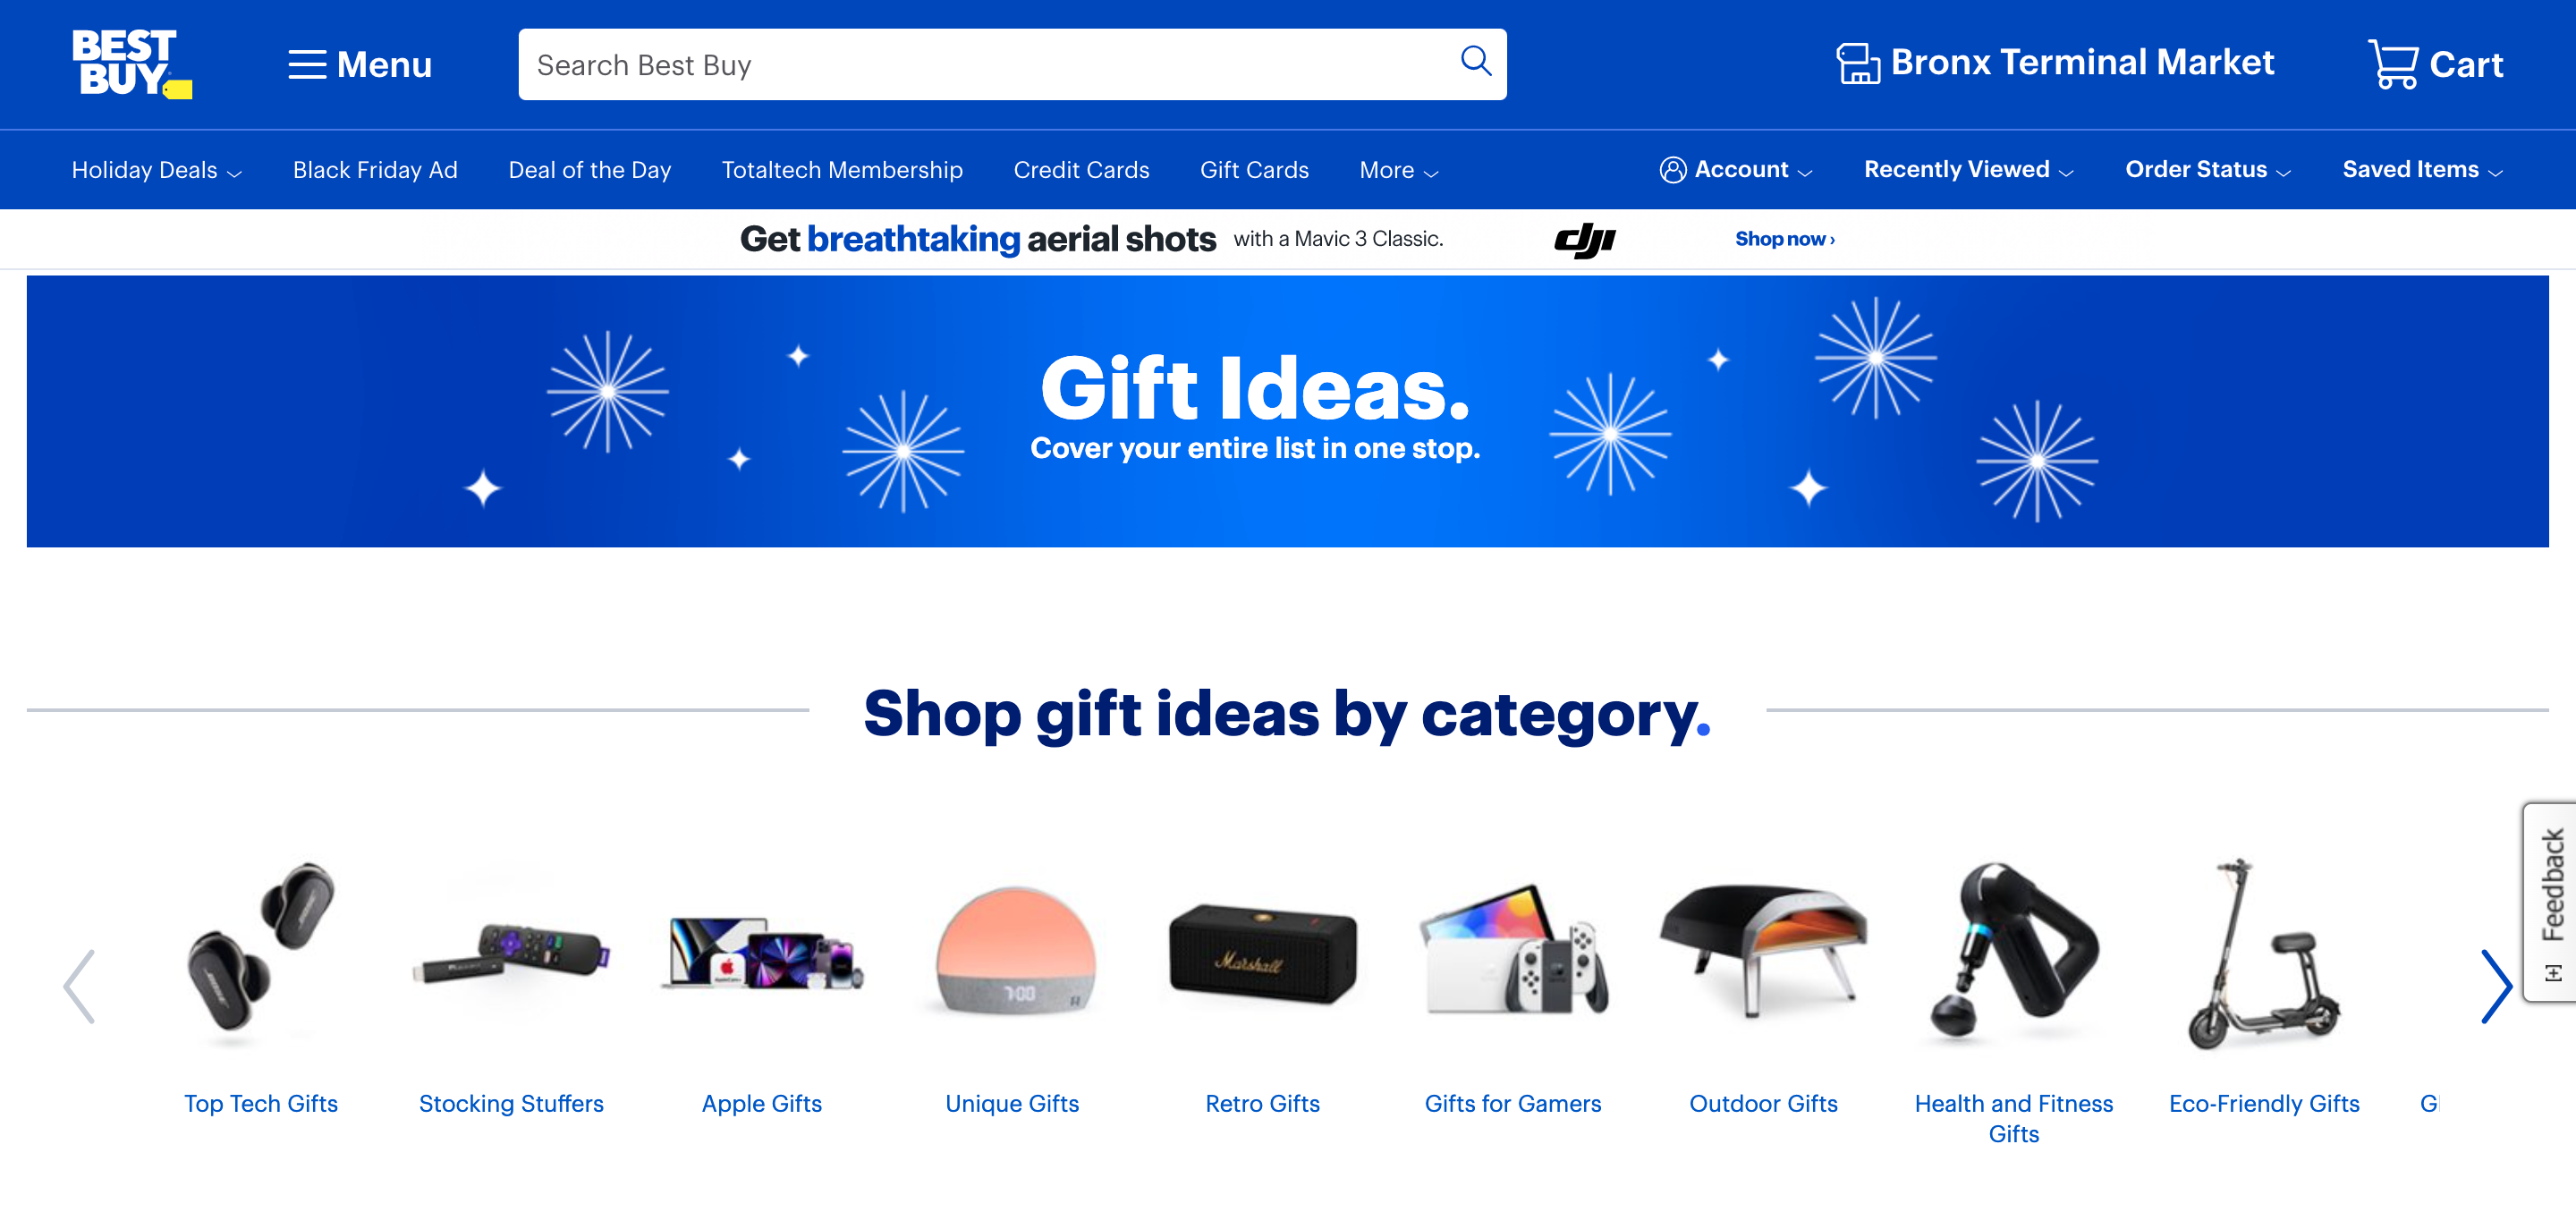 BEST
BUY
Menu
Search Best Buy
Bronx Terminal Market
Cart
Holiday Deals
Black Friday Ad
Deal of the Day
Totaltech Membership
Credit Cards
Gift Cards
More
Account
Recently Viewed
Order Status
Saved Items
Get breathtaking aerial shots with a Mavic 3 Classic.
dji
Shop now ›
Gift Ideas.
Cover your entire list in one stop.
Shop gift ideas by category.
BOSE
BOSE
Marshall
7:00
Top Tech Gifts
Stocking Stuffers
Apple Gifts
Unique Gifts
Retro Gifts
Gifts for Gamers
Outdoor Gifts
Health and Fitness
Gifts
Eco-Friendly Gifts
Feedback
[+]